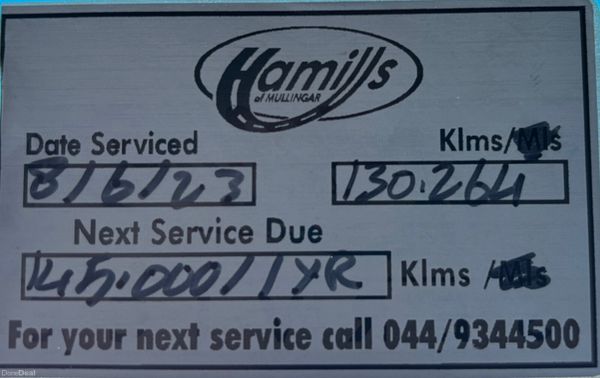 Hamills
of MULLINGAR
Date Serviced Klms/Mls
8/6/23 130.264
Next Service Due
145.000/1YR Klms /Mls
For your next service call 044/9344500
DoneDeal